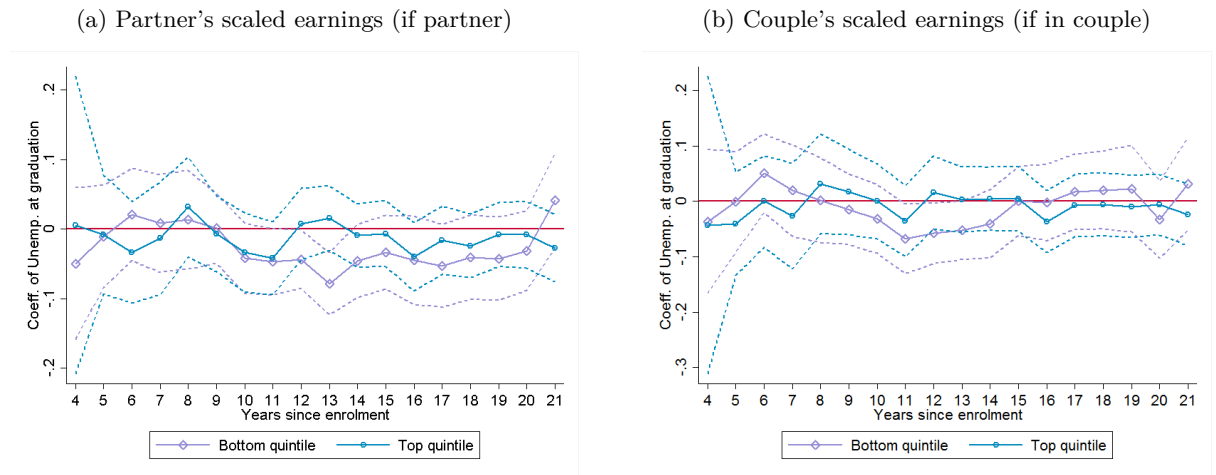 (a) Partner's scaled earnings (if partner)
Coeff. of Unemp. at graduation
.2
.1
0
-.1
-.2
4 5 6 7 8 9 10 11 12 13 14 15 16 17 18 19 20 21
Years since enrolment
Bottom quintile Top quintile
(b) Couple's scaled earnings (if in couple)
Coeff. of Unemp. at graduation
.2
.1
0
-.1
-.2
-.3
4 5 6 7 8 9 10 11 12 13 14 15 16 17 18 19 20 21
Years since enrolment
Bottom quintile Top quintile